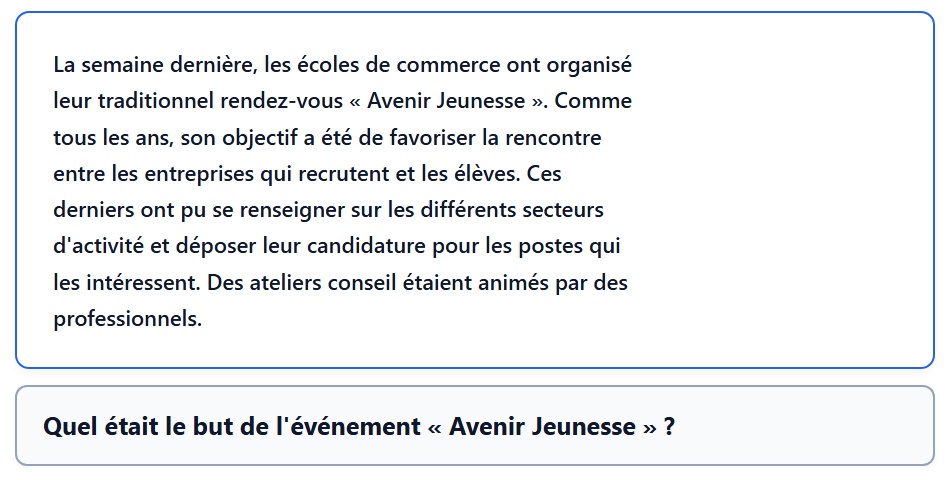 La semaine dernière, les écoles de commerce ont organisé
leur traditionnel rendez-vous « Avenir Jeunesse ». Comme
tous les ans, son objectif a été de favoriser la rencontre
entre les entreprises qui recrutent et les élèves. Ces
derniers ont pu se renseigner sur les différents secteurs
d'activité et déposer leur candidature pour les postes qui
les intéressent. Des ateliers conseil étaient animés par des
professionnels.
Quel était le but de l'événement « Avenir Jeunesse » ?